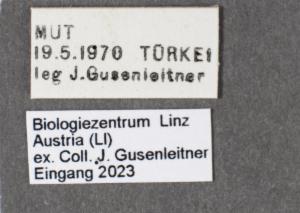 MUT
19.5.1970 TÜRKEI
leg J.Gusenleitner
Biologiezentrum Linz
Austria (LI)
ex. Coll. J. Gusenleitner
Eingang 2023